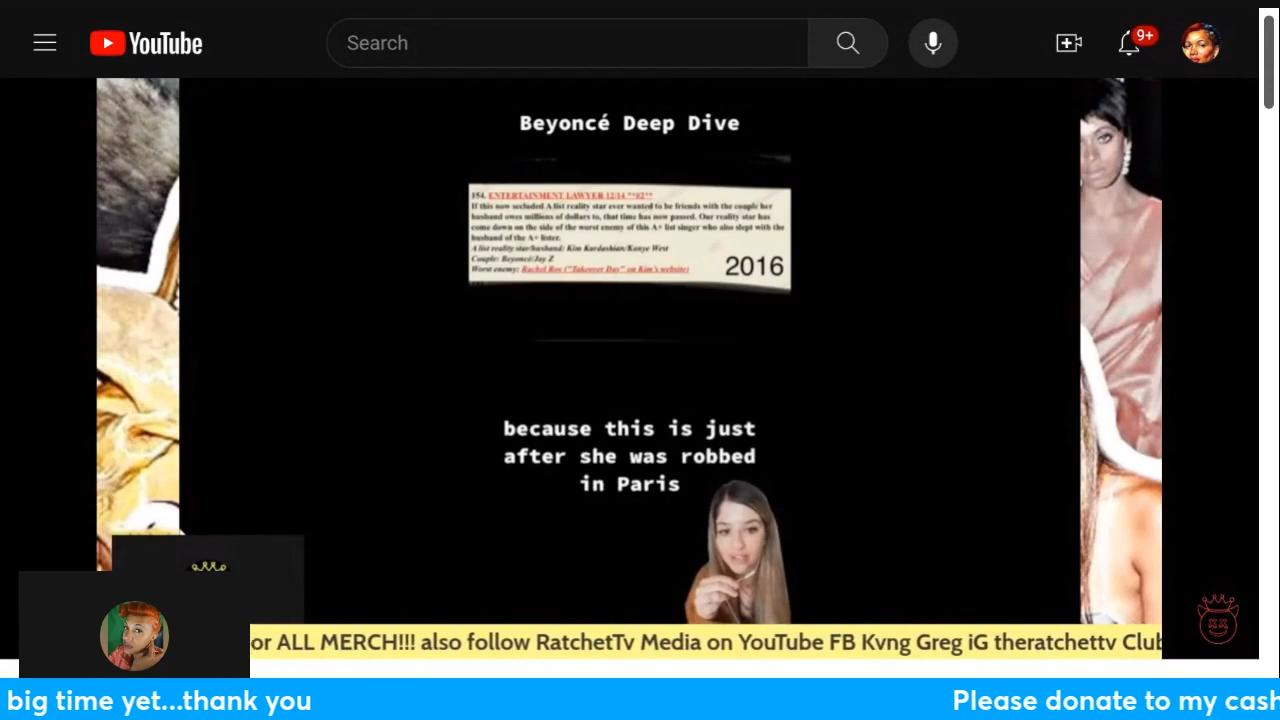 YouTube
Search
9+
Beyoncé Deep Dive
154. ENTERTAINMENT LAWYER 12/14 **#2**
If this now secluded A list reality star ever wanted to be friends with the couple her
husband owes millions of dollars to, that time has now passed. Our reality star has
come down on the side of the worst enemy of this A+ list singer who also slept with the
husband of the A+ lister.
A list reality star/husband: Kim Kardashian/Kanye West
Couple: Beyonce/Jay Z
Worst enemy: Rachel Roy ("Takeover Day" on Kim's website)
2016
because this is just
after she was robbed
in Paris
or ALL MERCH!!! also follow RatchetTv Media on YouTube FB Kvng Greg iG theratchettv Club
big time yet...thank you
Please donate to my cash